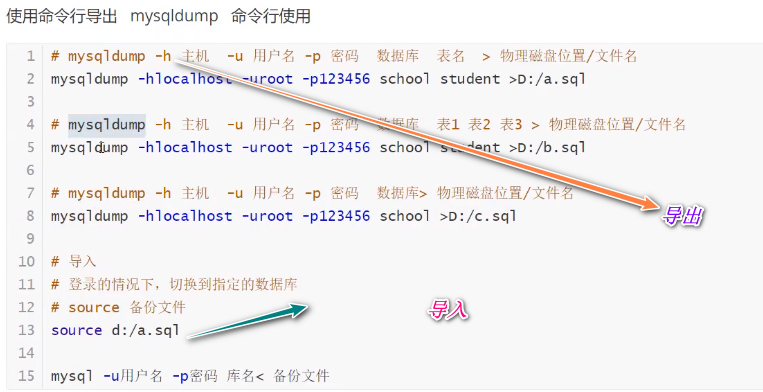 使用命令行导出 mysqldump 命令行使用
1 # mysqldump -h 主机 -u 用户名 -p 密码 数据库 表名 > 物理磁盘位置/文件名
2 mysqldump -hlocalhost -uroot -p123456 school student >D:/a.sql
3
4 # mysqldump -h 主机 -u 用户名 -p 密码 数据库 表1 表2 表3 > 物理磁盘位置/文件名
5 mysqldump -hlocalhost -uroot -p123456 school student >D:/b.sql
6
7 # mysqldump -h 主机 -u 用户名 -p 密码 数据库> 物理磁盘位置/文件名
8 mysqldump -hlocalhost -uroot -p123456 school >D:/c.sql
导出
9
10 # 导入
11 # 登录的情况下，切换到指定的数据库
12 # source 备份文件
导入
13 source d:/a.sql
14
15 mysql -u用户名 -p密码 库名< 备份文件